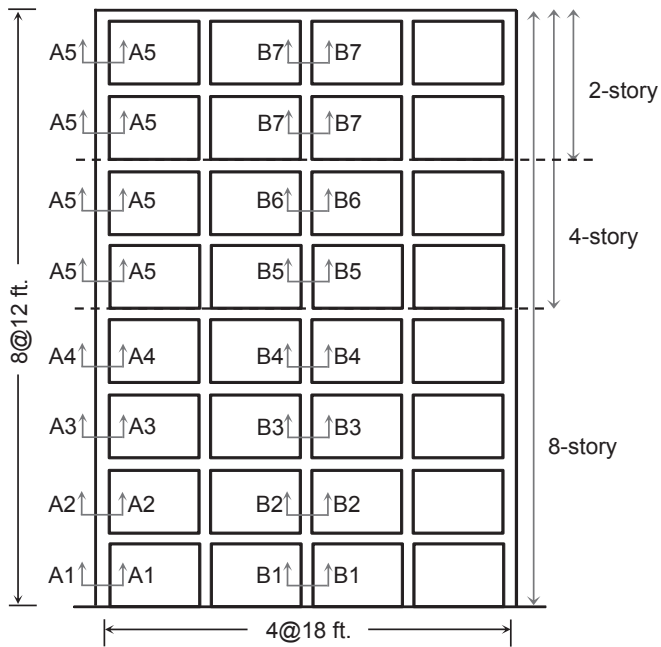 A5 A5 B7 B7
2-story
A5 A5 B7 B7
A5 A5 B6 B6
4-story
A5 A5 B5 B5
8@12 ft.
A4 A4 B4 B4
A3 A3 B3 B3
8-story
A2 A2 B2 B2
A1 A1 B1 B1
4@18 ft.